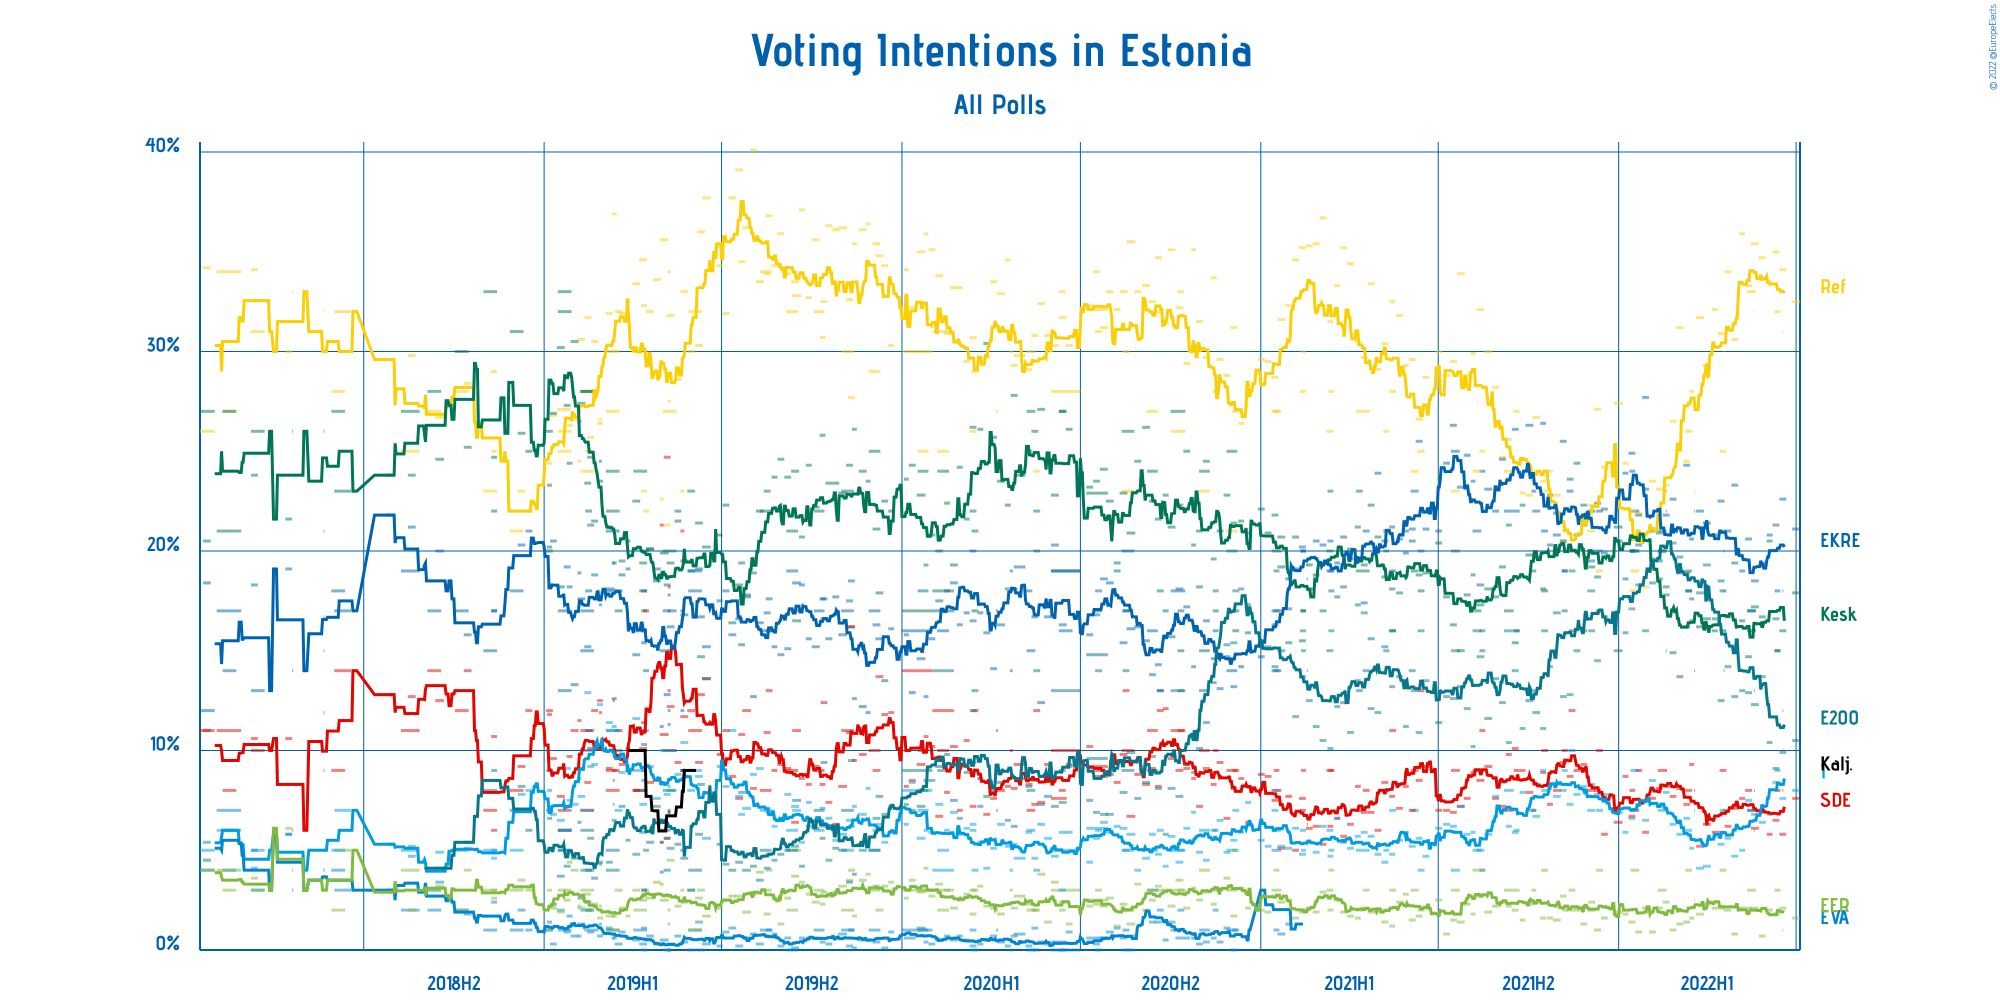 © 2022 @EuropeElects
Voting Intentions in Estonia
All Polls
40%
30%
20%
10%
0%
Ref
EKRE
Kesk
E200
Kalj.
SDE
EER
EVA
2018H2
2019H1
2019H2
2020H1
2020H2
2021H1
2021H2
2022H1